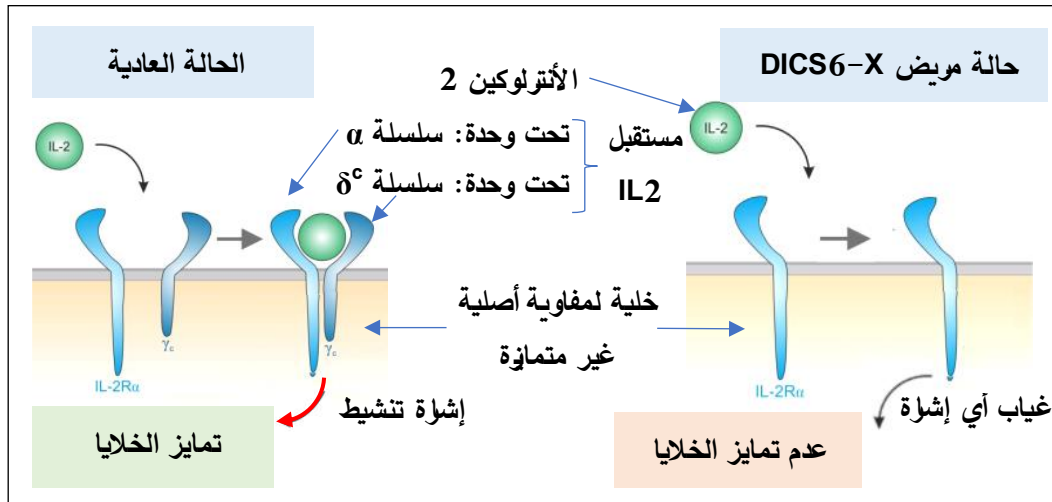 الحالة العادية
حالة مريض DICS6-X
الأنترلوكين 2
IL-2
IL-2
تحت وحدة: سلسلة α
مستقبل
تحت وحدة: سلسلة δᶜ
IL2
خلية لمفاوية أصلية
غير متمايزة
γc
γc
IL-2Rα
IL-2Rα
إشارة تنشيط
غياب آي إشارة
تمايز الخلايا
عدم تمايز الخلايا